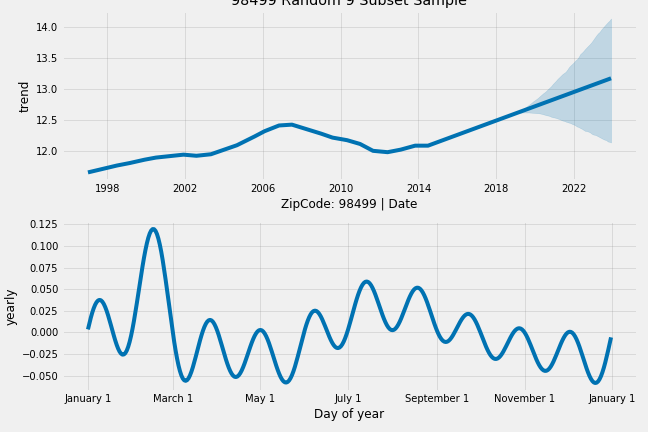 98499 Random 9 Subset Sample
14.0
13.5
13.0
12.5
12.0
trend
1998 2002 2006 2010 2014 2018 2022
ZipCode: 98499 | Date
0.125
0.100
0.075
0.050
0.025
0.000
−0.025
−0.050
yearly
January 1 March 1 May 1 July 1 September 1 November 1 January 1
Day of year